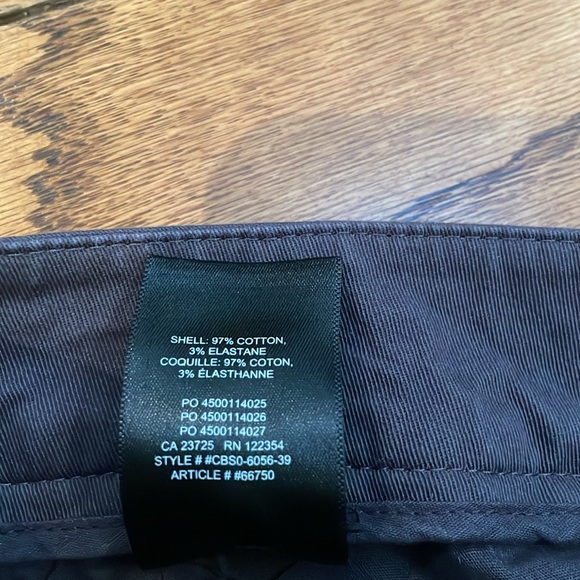 SHELL: 97% COTTON,
3% ELASTANE
COQUILLE: 97% COTON,
3% ÉLASTHANNE
PO 4500114025
PO 4500114026
PO 4500114027
CA 23725 RN 122354
STYLE # #CBS0-6056-39
ARTICLE # #66750